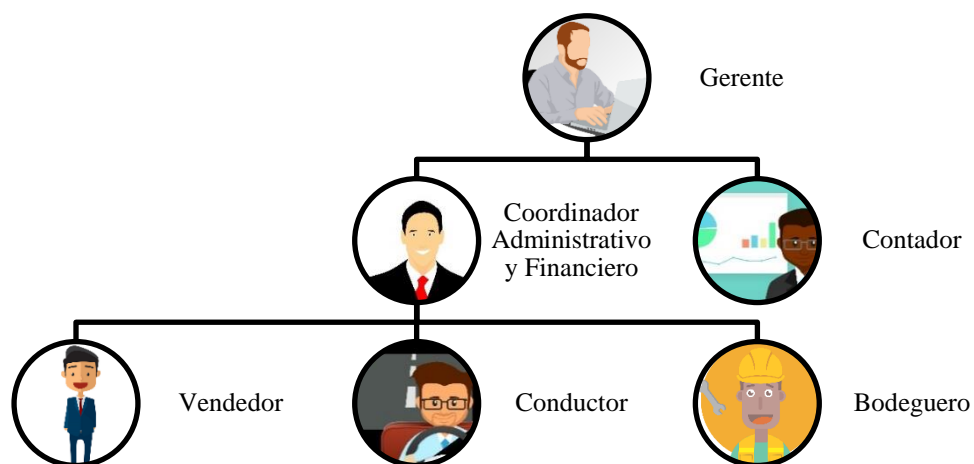 Gerente
Coordinador
Administrativo
y Financiero
Contador
Vendedor
Conductor
Bodeguero